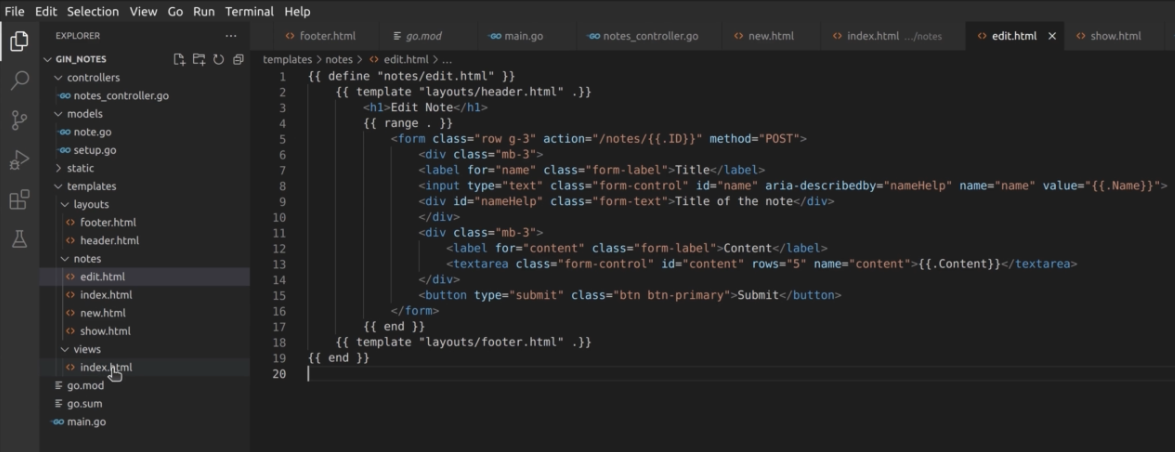 File Edit Selection View Go Run Terminal Help
EXPLORER ...
footer.html go.mod main.go notes_controller.go new.html index.html .../notes edit.html show.html
GIN_NOTES
templates > notes > edit.html > ...
controllers
notes_controller.go
models
note.go
setup.go
static
templates
layouts
footer.html
header.html
notes
edit.html
index.html
new.html
show.html
views
index.html
go.mod
go.sum
main.go
1 {{ define "notes/edit.html" }}
2 {{ template "layouts/header.html" .}}
3 <h1>Edit Note</h1>
4 {{ range . }}
5 <form class="row g-3" action="/notes/{{.ID}}" method="POST">
6 <div class="mb-3">
7 <label for="name" class="form-label">Title</label>
8 <input type="text" class="form-control" id="name" aria-describedby="nameHelp" name="name" value="{{.Name}}">
9 <div id="nameHelp" class="form-text">Title of the note</div>
10 </div>
11 <div class="mb-3">
12 <label for="content" class="form-label">Content</label>
13 <textarea class="form-control" id="content" rows="5" name="content">{{.Content}}</textarea>
14 </div>
15 <button type="submit" class="btn btn-primary">Submit</button>
16 </form>
17 {{ end }}
18 {{ template "layouts/footer.html" .}}
19 {{ end }}
20